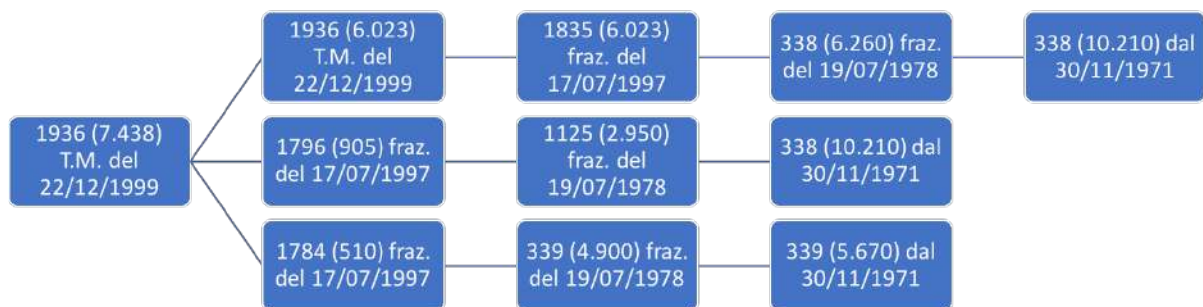 1936 (7.438)
T.M. del
22/12/1999
1936 (6.023)
T.M. del
22/12/1999
1835 (6.023)
fraz. del
17/07/1997
338 (6.260) fraz.
del 19/07/1978
338 (10.210) dal
30/11/1971
1796 (905) fraz.
del 17/07/1997
1125 (2.950)
fraz. del
19/07/1978
338 (10.210) dal
30/11/1971
1784 (510) fraz.
del 17/07/1997
339 (4.900) fraz.
del 19/07/1978
339 (5.670) dal
30/11/1971